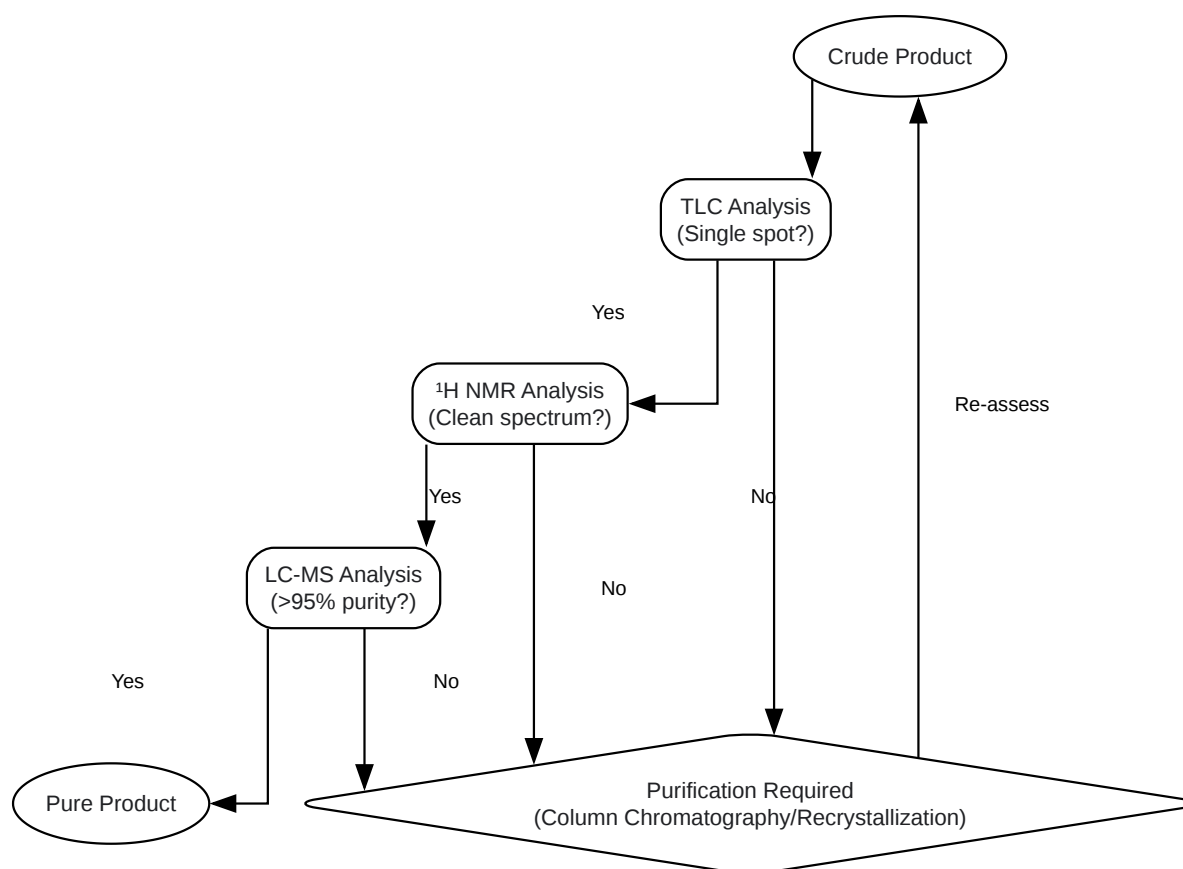 Crude Product
TLC Analysis
(Single spot?)
Yes
¹H NMR Analysis
(Clean spectrum?)
Re-assess
Yes
No
LC-MS Analysis
(>95% purity?)
No
Yes
No
Pure Product
Purification Required
(Column Chromatography/Recrystallization)